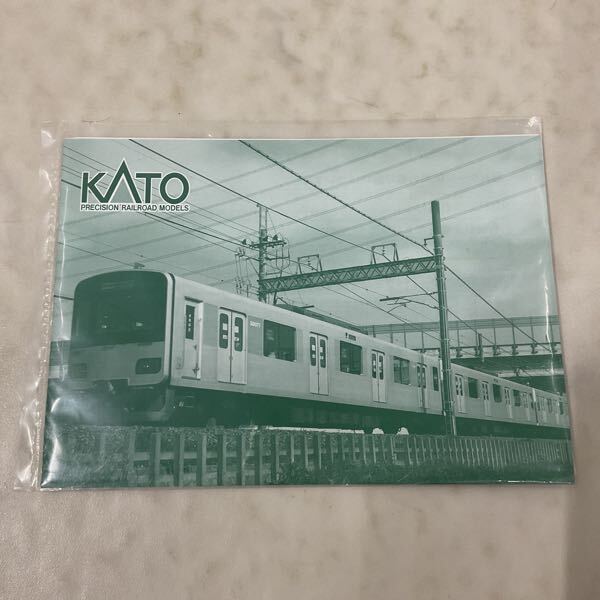 KATO
PRECISION RAILROAD MODELS